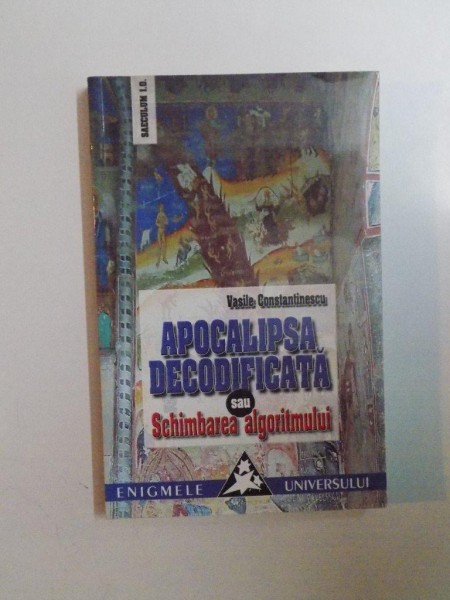 SAECULUM I.O.
Vasile Constantinescu
APOCALIPSA
DECODIFICATĂ
sau
Schimbarea algoritmului
ENIGMELE UNIVERSULUI